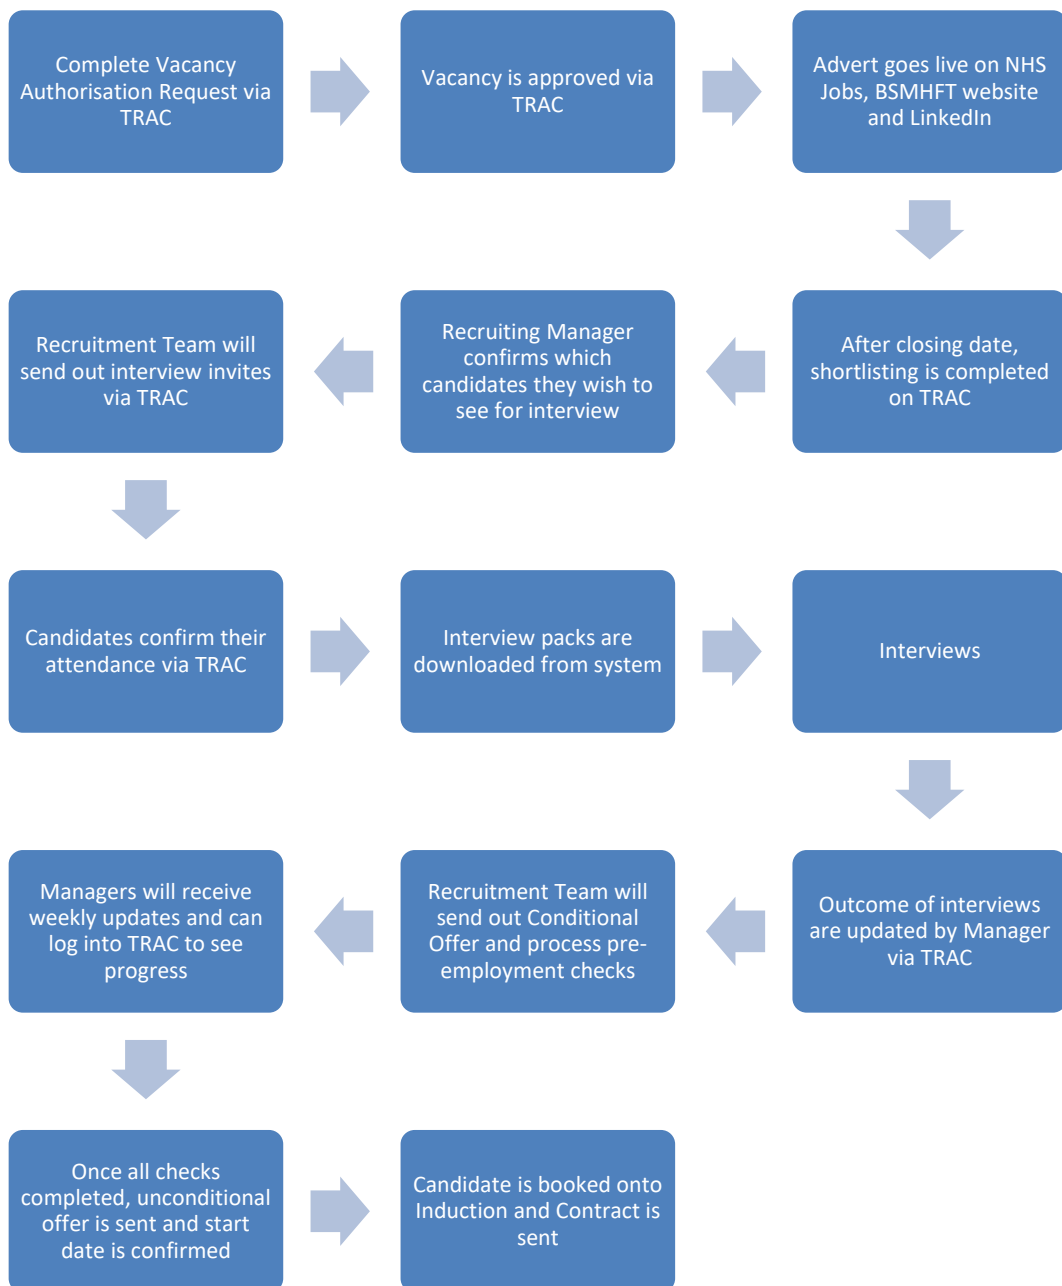 Complete Vacancy
Authorisation Request via
TRAC
Vacancy is approved via
TRAC
Advert goes live on NHS
Jobs, BSMHFT website
and LinkedIn
After closing date,
shortlisting is completed
on TRAC
Recruiting Manager
confirms which
candidates they wish to
see for interview
Recruitment Team will
send out interview invites
via TRAC
Candidates confirm their
attendance via TRAC
Interview packs are
downloaded from system
Interviews
Outcome of interviews
are updated by Manager
via TRAC
Recruitment Team will
send out Conditional
Offer and process pre-
employment checks
Managers will receive
weekly updates and can
log into TRAC to see
progress
Once all checks
completed, unconditional
offer is sent and start
date is confirmed
Candidate is booked onto
Induction and Contract is
sent